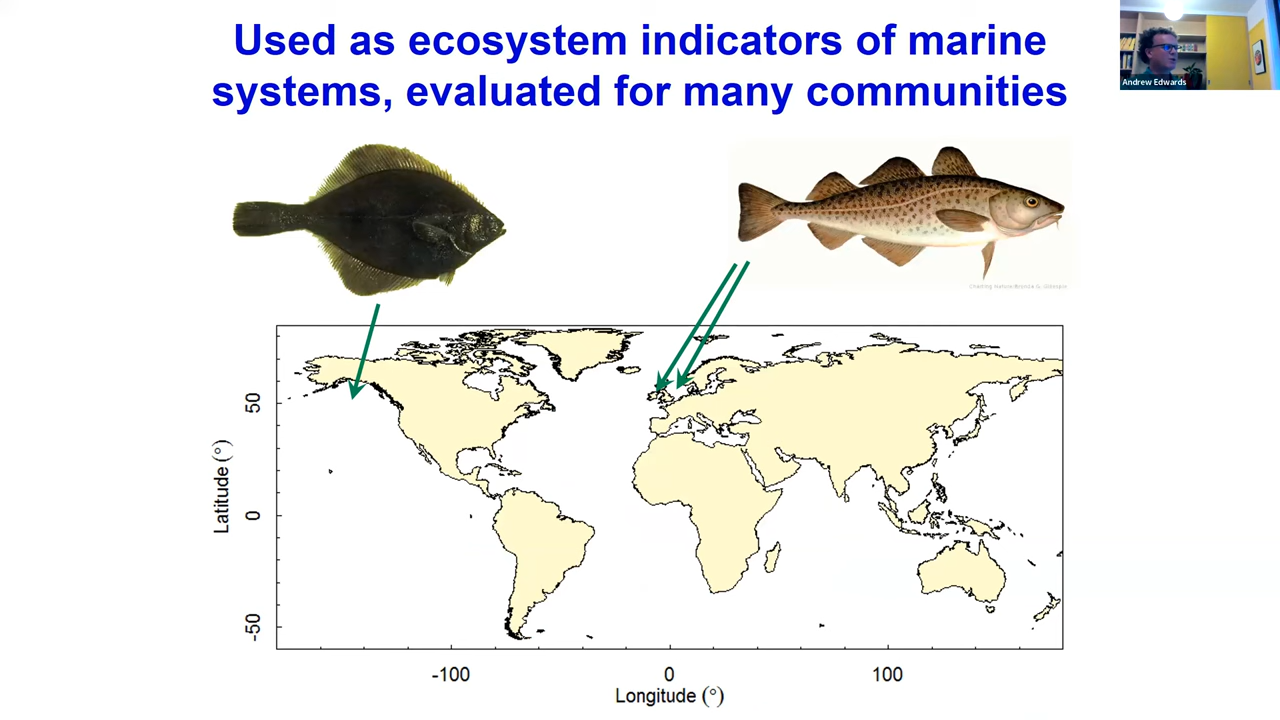 Used as ecosystem indicators of marine
systems, evaluated for many communities
Andrew Edwards
50
0
-50
Latitude (°)
-100
0
100
Longitude (°)